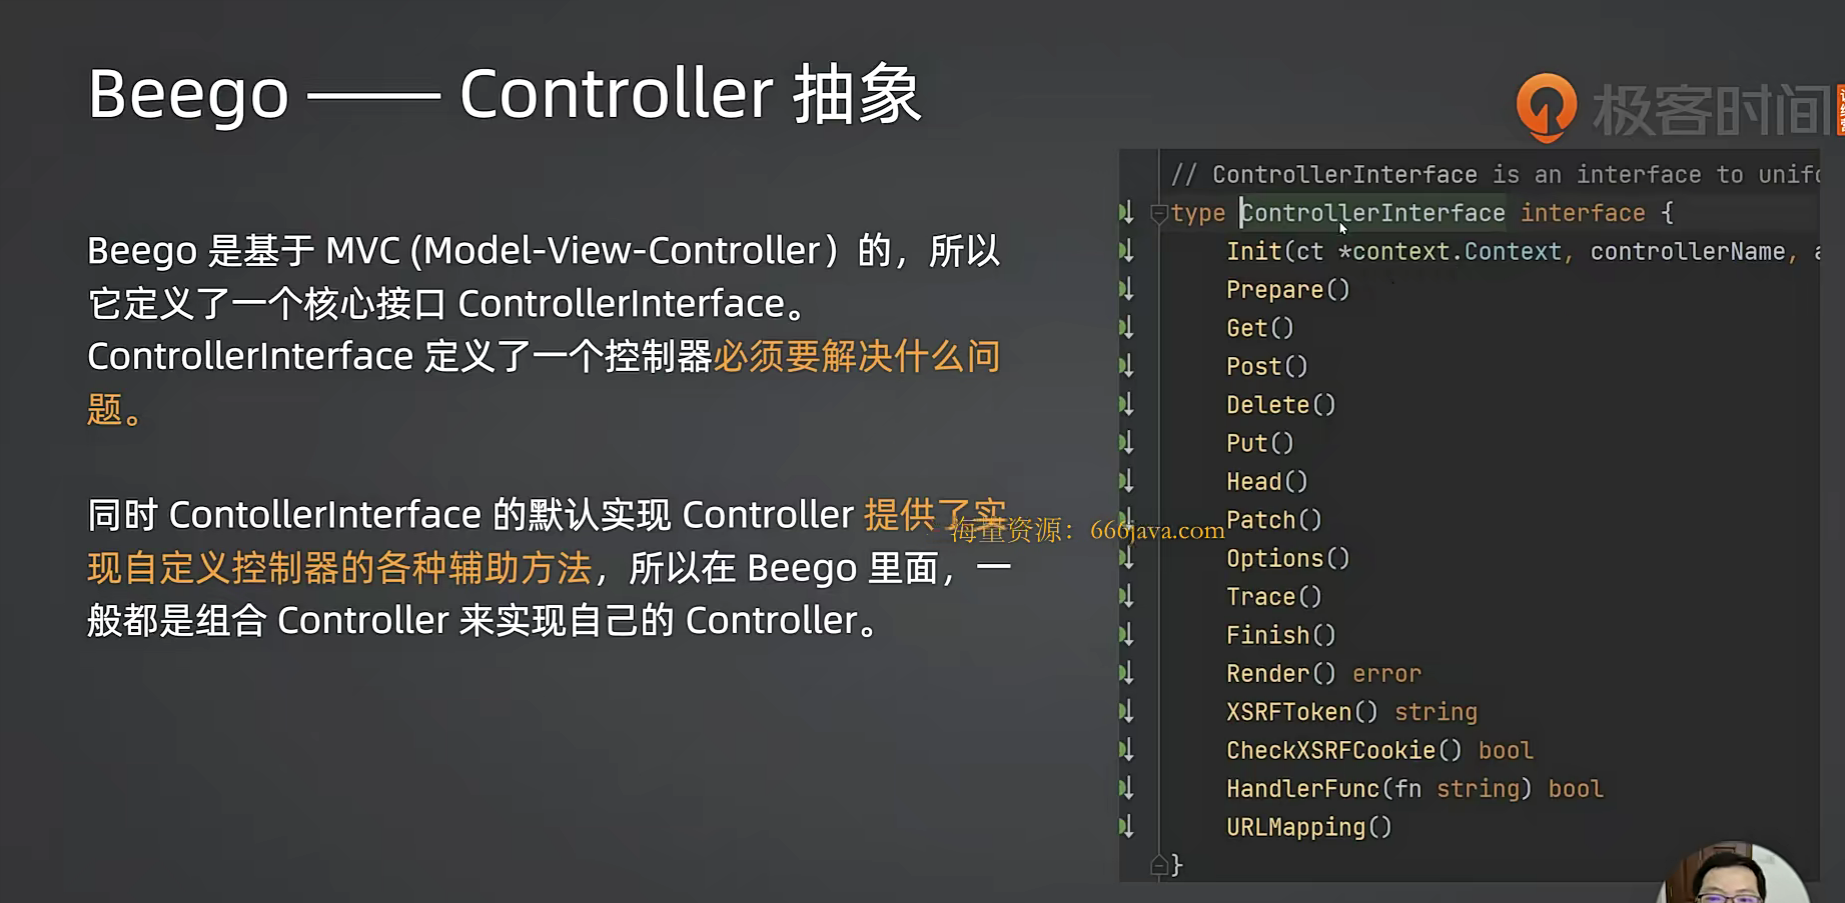 Beego —— Controller 抽象
极客时间
Beego 是基于 MVC (Model-View-Controller）的，所以
它定义了一个核心接口 ControllerInterface。
ControllerInterface 定义了一个控制器必须要解决什么问
题。
同时 ContollerInterface 的默认实现 Controller 提供了实
现自定义控制器的各种辅助方法，所以在 Beego 里面，一
般都是组合 Controller 来实现自己的 Controller。
海量资源：666java.com
// ControllerInterface is an interface to unifo
type ControllerInterface interface {
Init(ct *context.Context, controllerName, a
Prepare()
Get()
Post()
Delete()
Put()
Head()
Patch()
Options()
Trace()
Finish()
Render() error
XSRFToken() string
CheckXSRFCookie() bool
HandlerFunc(fn string) bool
URLMapping()
}